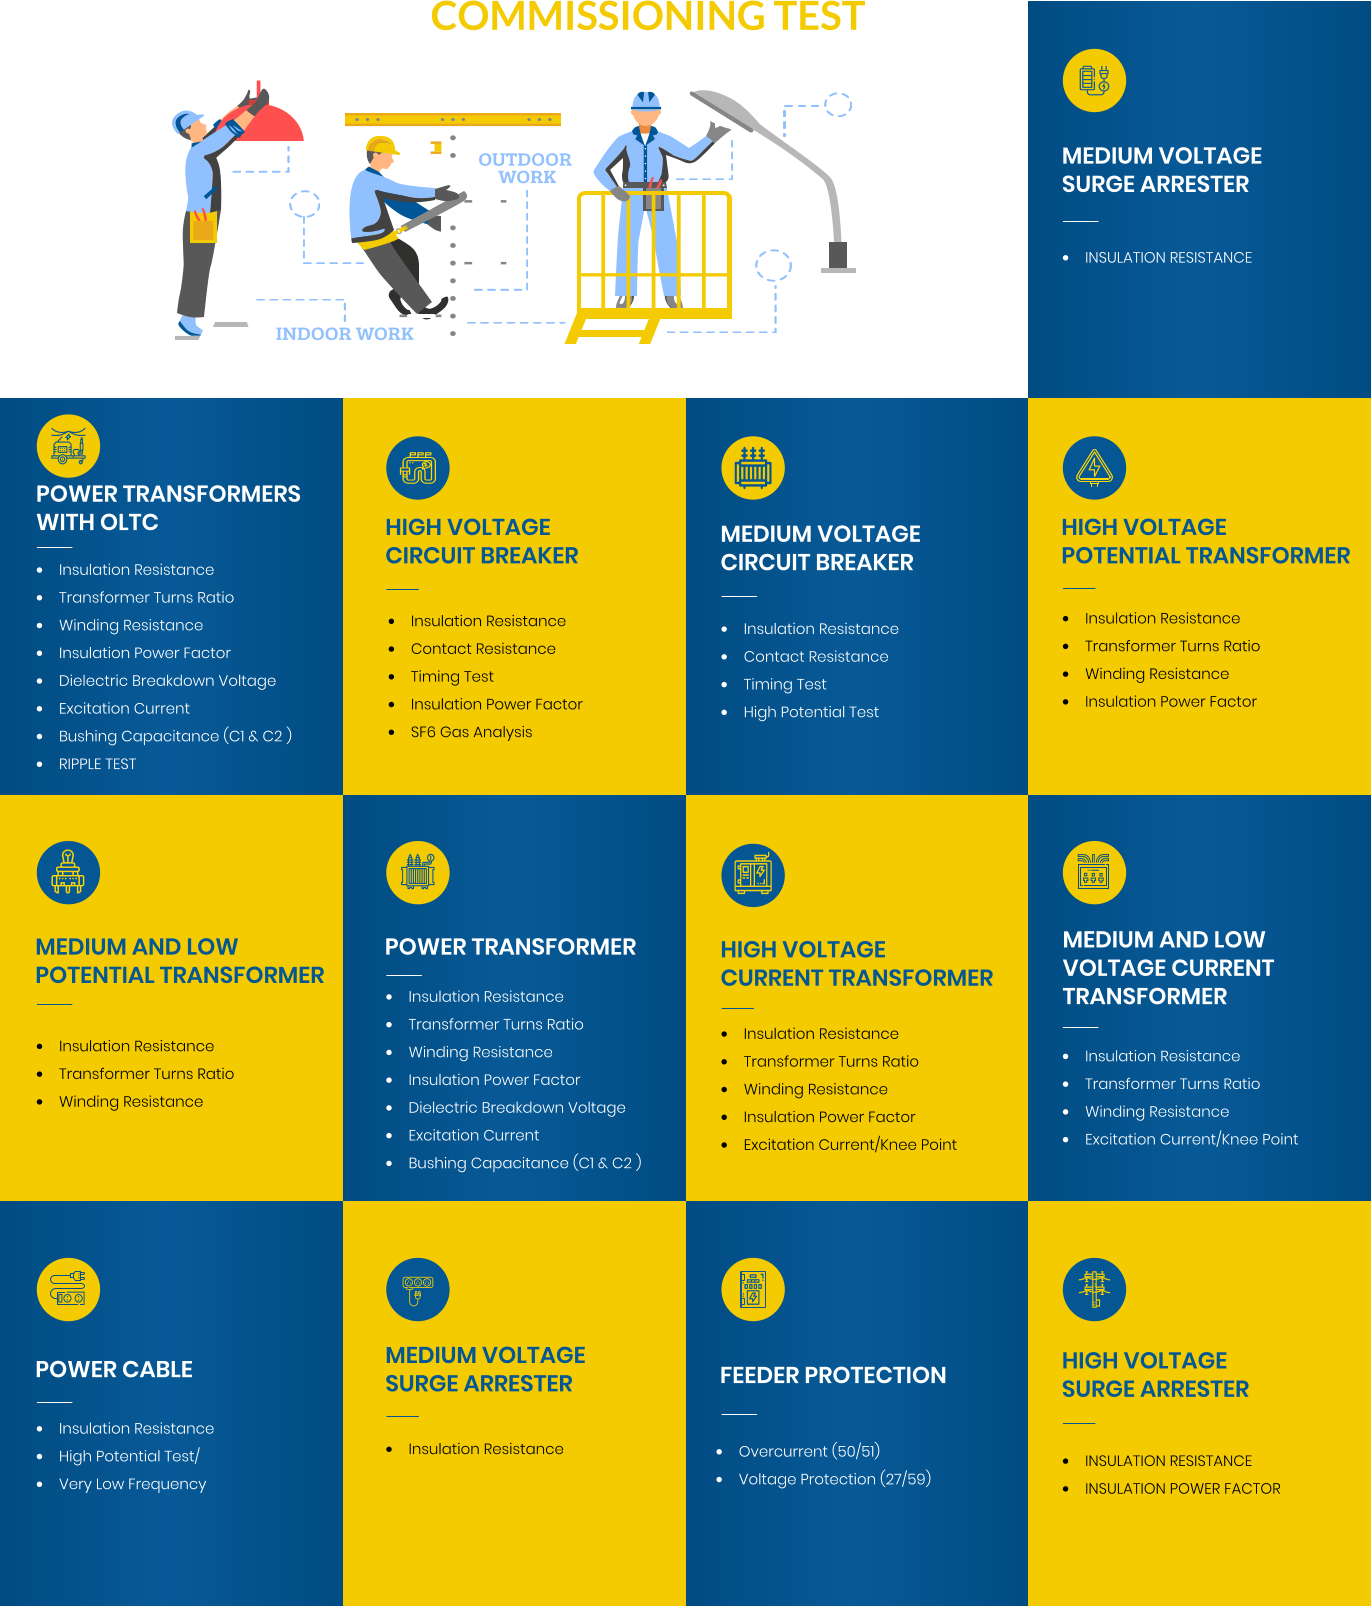 COMMISSIONING TEST
OUTDOOR
WORK
INDOOR WORK
MEDIUM VOLTAGE
SURGE ARRESTER
• INSULATION RESISTANCE
POWER TRANSFORMERS
WITH OLTC
• Insulation Resistance
• Transformer Turns Ratio
• Winding Resistance
• Insulation Power Factor
• Dielectric Breakdown Voltage
• Excitation Current
• Bushing Capacitance (C1 & C2 )
• RIPPLE TEST
HIGH VOLTAGE
CIRCUIT BREAKER
• Insulation Resistance
• Contact Resistance
• Timing Test
• Insulation Power Factor
• SF6 Gas Analysis
MEDIUM VOLTAGE
CIRCUIT BREAKER
• Insulation Resistance
• Contact Resistance
• Timing Test
• High Potential Test
HIGH VOLTAGE
POTENTIAL TRANSFORMER
• Insulation Resistance
• Transformer Turns Ratio
• Winding Resistance
• Insulation Power Factor
MEDIUM AND LOW
POTENTIAL TRANSFORMER
• Insulation Resistance
• Transformer Turns Ratio
• Winding Resistance
POWER TRANSFORMER
• Insulation Resistance
• Transformer Turns Ratio
• Winding Resistance
• Insulation Power Factor
• Dielectric Breakdown Voltage
• Excitation Current
• Bushing Capacitance (C1 & C2 )
HIGH VOLTAGE
CURRENT TRANSFORMER
• Insulation Resistance
• Transformer Turns Ratio
• Winding Resistance
• Insulation Power Factor
• Excitation Current/Knee Point
MEDIUM AND LOW
VOLTAGE CURRENT
TRANSFORMER
• Insulation Resistance
• Transformer Turns Ratio
• Winding Resistance
• Excitation Current/Knee Point
POWER CABLE
• Insulation Resistance
• High Potential Test/
• Very Low Frequency
MEDIUM VOLTAGE
SURGE ARRESTER
• Insulation Resistance
FEEDER PROTECTION
• Overcurrent (50/51)
• Voltage Protection (27/59)
HIGH VOLTAGE
SURGE ARRESTER
• INSULATION RESISTANCE
• INSULATION POWER FACTOR